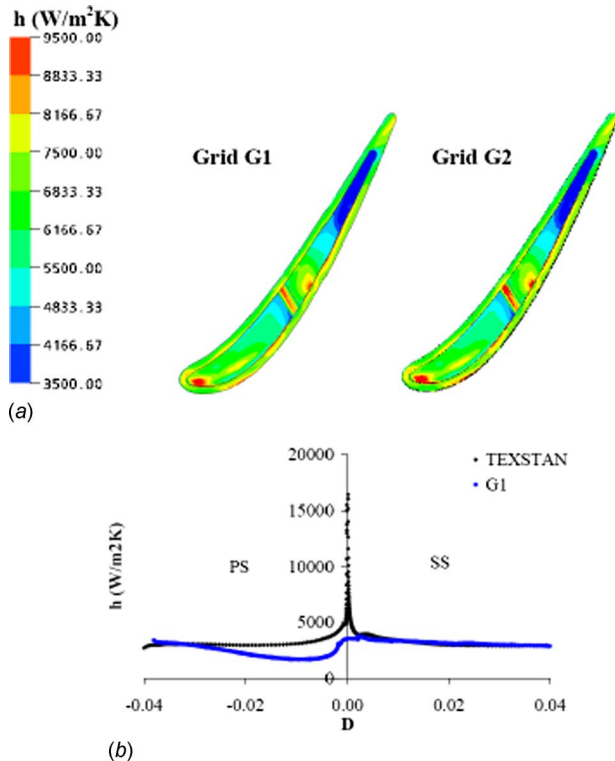 h (W/m²K)
9500.00
8833.33
8166.67
7500.00
6833.33
6166.67
5500.00
4833.33
4166.67
3500.00
Grid G1
Grid G2
(a)
20000
15000
10000
5000
0
h (W/m2K)
PS
SS
TEXSTAN
G1
-0.04
-0.02
0.00
0.02
0.04
D
(b)